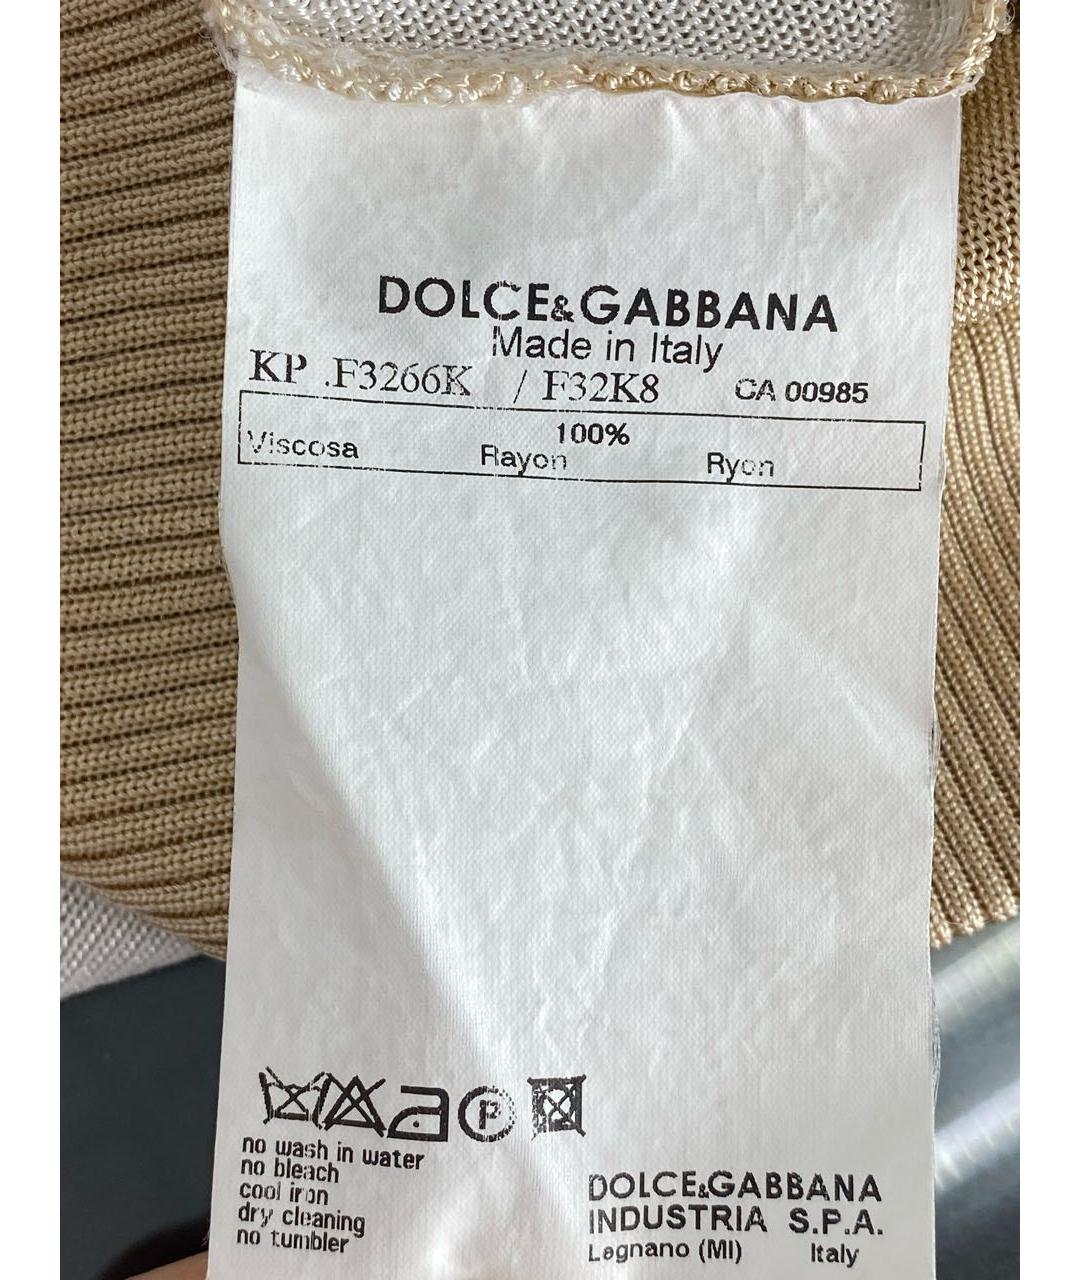 DOLCE&GABBANA
Made in Italy
KP .F3266K / F32K8 CA 00985
100%
Viscosa Rayon Ryon
P
no wash in water
no bleach
cool iron
dry cleaning
no tumbler
DOLCE&GABBANA
INDUSTRIA S.P.A.
Legnano (MI) Italy